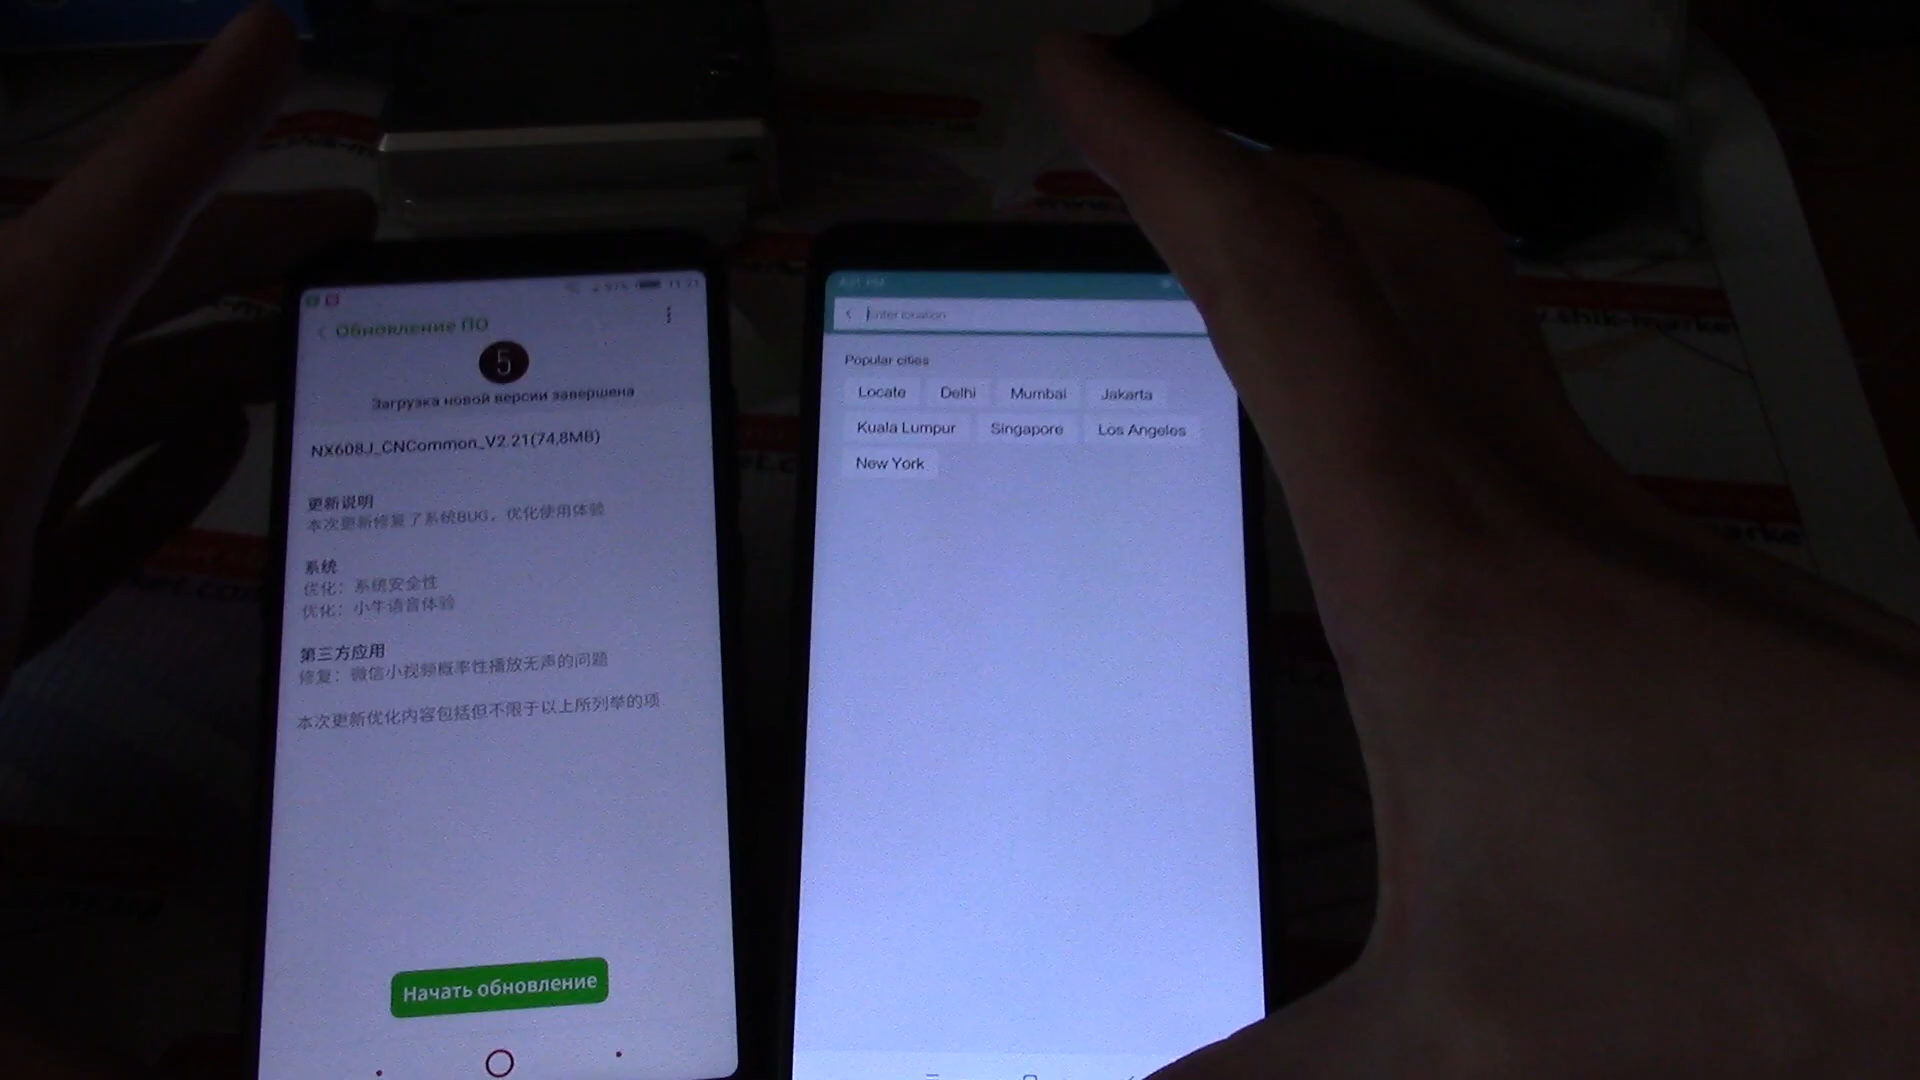 97% 11:23
Обновление ПО
5
Загрузка новой версии завершена
NX608J_CNCommon_V2.21(74,8MB)
更新说明
本次更新修复了系统BUG，优化使用体验
系统
优化：系统安全性
优化：小牛语音体验
第三方应用
修复：微信小视频概率性播放无声的问题
本次更新优化内容包括但不限于以上所列举的项
Начать обновление
Enter location
Popular cities
Locate Delhi Mumbai Jakarta
Kuala Lumpur Singapore Los Angeles
New York